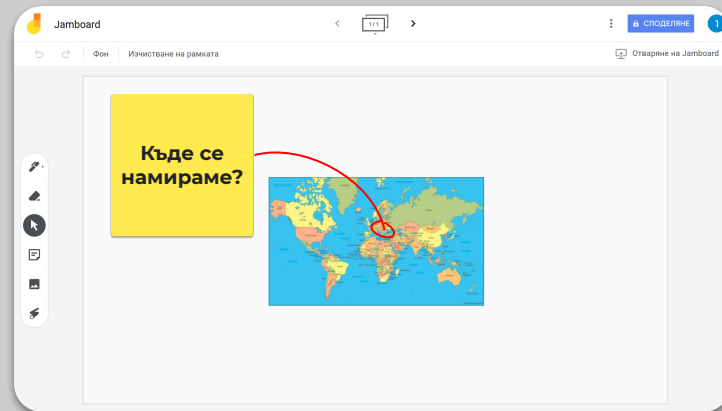 Jamboard
1/1
СПОДЕЛЯНЕ
1
Фон
Изчистване на рамката
Отваряне на Jamboard
Къде се
намираме?